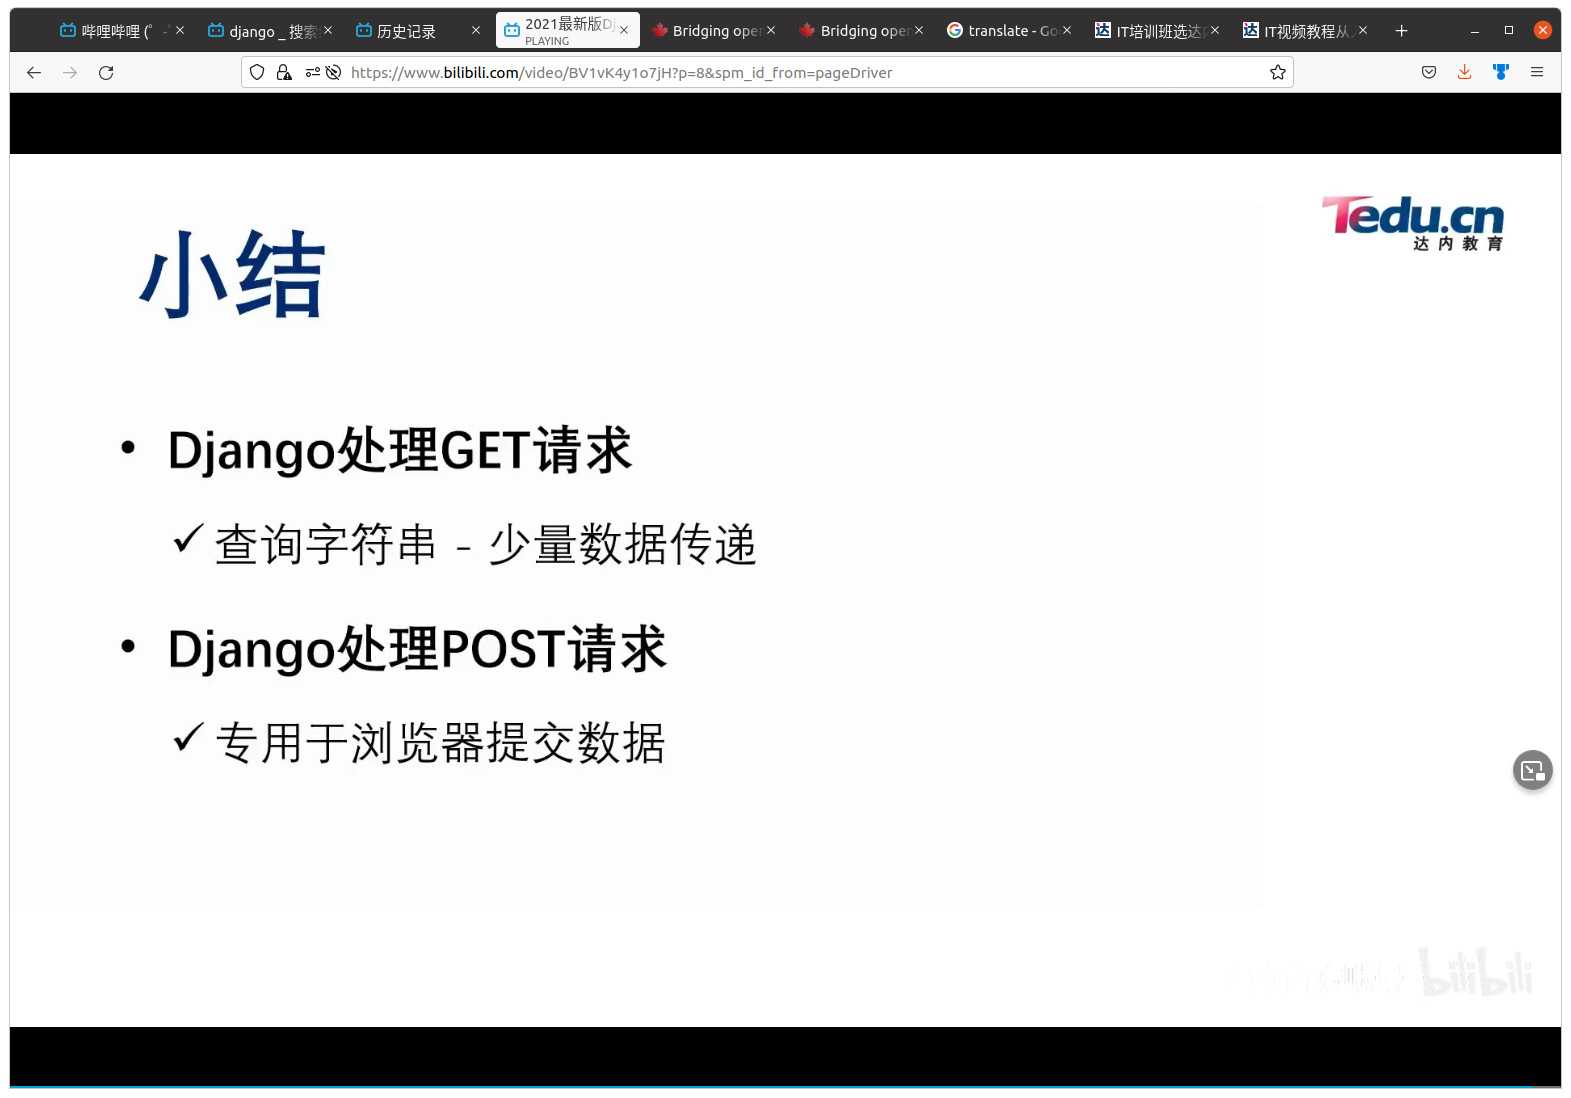 哔哩哔哩 (゜-゜
django _ 搜索
历史记录
2021最新版Dj
PLAYING
Bridging oper
Bridging oper
translate - Go
IT培训班选达内
IT视频教程从入
https://www.bilibili.com/video/BV1vK4y1o7jH?p=8&spm_id_from=pageDriver
Tedu.cn
达内教育
小结
• Django处理GET请求
✓ 查询字符串 - 少量数据传递
• Django处理POST请求
✓ 专用于浏览器提交数据
bilibili